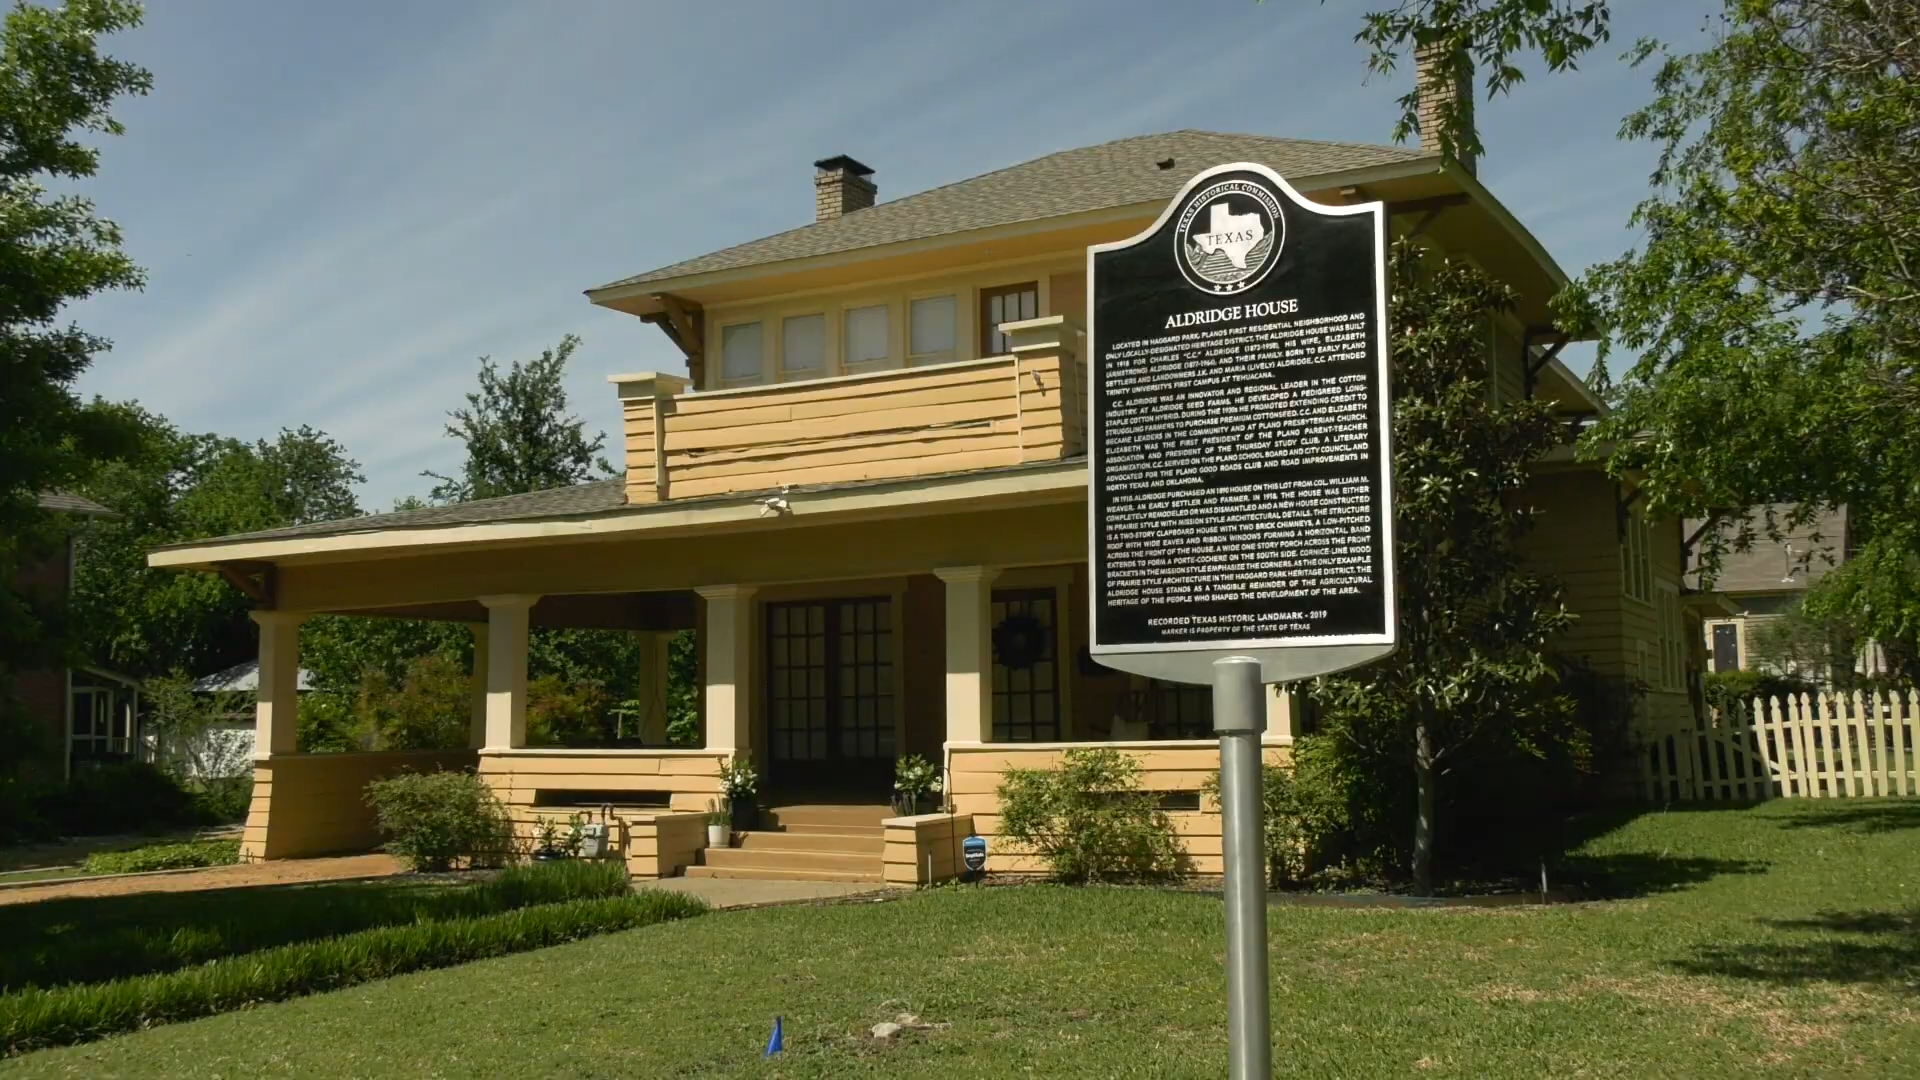 TEXAS HISTORICAL COMMISSION
TEXAS
ALDRIDGE HOUSE
LOCATED IN HAGGARD PARK, PLANO'S FIRST RESIDENTIAL NEIGHBORHOOD AND
ONLY LOCALLY-DESIGNATED HERITAGE DISTRICT, THE ALDRIDGE HOUSE WAS BUILT
IN 1918 FOR CHARLES "C.C." ALDRIDGE (1872-1958), HIS WIFE, ELIZABETH
(ARMSTRONG) ALDRIDGE (1877-1964), AND THEIR FAMILY. BORN TO EARLY PLANO
SETTLERS AND LANDOWNERS J.K. AND MARIA (LIVELY) ALDRIDGE, C.C. ATTENDED
TRINITY UNIVERSITY'S FIRST CAMPUS AT TEHUACANA.
C.C. ALDRIDGE WAS AN INNOVATOR AND REGIONAL LEADER IN THE COTTON
INDUSTRY AT ALDRIDGE SEED FARMS. HE DEVELOPED A PEDIGREED LONG-
STAPLE COTTON HYBRID. DURING THE 1930s HE PROMOTED EXTENDING CREDIT TO
STRUGGLING FARMERS TO PURCHASE PREMIUM COTTONSEED. C.C. AND ELIZABETH
BECAME LEADERS IN THE COMMUNITY AND AT PLANO PRESBYTERIAN CHURCH.
ELIZABETH WAS THE FIRST PRESIDENT OF THE PLANO PARENT-TEACHER
ASSOCIATION AND PRESIDENT OF THE THURSDAY STUDY CLUB, A LITERARY
ORGANIZATION. C.C. SERVED ON THE PLANO SCHOOL BOARD AND CITY COUNCIL AND
ADVOCATED FOR THE PLANO GOOD ROADS CLUB AND ROAD IMPROVEMENTS IN
NORTH TEXAS AND OKLAHOMA.
IN 1910, ALDRIDGE PURCHASED AN 1890 HOUSE ON THIS LOT FROM COL. WILLIAM M.
WEAVER, AN EARLY SETTLER AND FARMER. IN 1918, THE HOUSE WAS EITHER
COMPLETELY REMODELED OR WAS DISMANTLED AND A NEW HOUSE CONSTRUCTED
IN PRAIRIE STYLE WITH MISSION STYLE ARCHITECTURAL DETAILS. THE STRUCTURE
IS A TWO-STORY CLAPBOARD HOUSE WITH TWO BRICK CHIMNEYS, A LOW-PITCHED
ROOF WITH WIDE EAVES AND RIBBON WINDOWS FORMING A HORIZONTAL BAND
ACROSS THE FRONT OF THE HOUSE. A WIDE ONE STORY PORCH ACROSS THE FRONT
EXTENDS TO FORM A PORTE-COCHERE ON THE SOUTH SIDE. CORNICE-LINE WOOD
BRACKETS IN THE MISSION STYLE EMPHASIZE THE CORNERS. AS THE ONLY EXAMPLE
OF PRAIRIE STYLE ARCHITECTURE IN THE HAGGARD PARK HERITAGE DISTRICT, THE
ALDRIDGE HOUSE STANDS AS A TANGIBLE REMINDER OF THE AGRICULTURAL
HERITAGE OF THE PEOPLE WHO SHAPED THE DEVELOPMENT OF THE AREA.
RECORDED TEXAS HISTORIC LANDMARK - 2019
MARKER IS PROPERTY OF THE STATE OF TEXAS